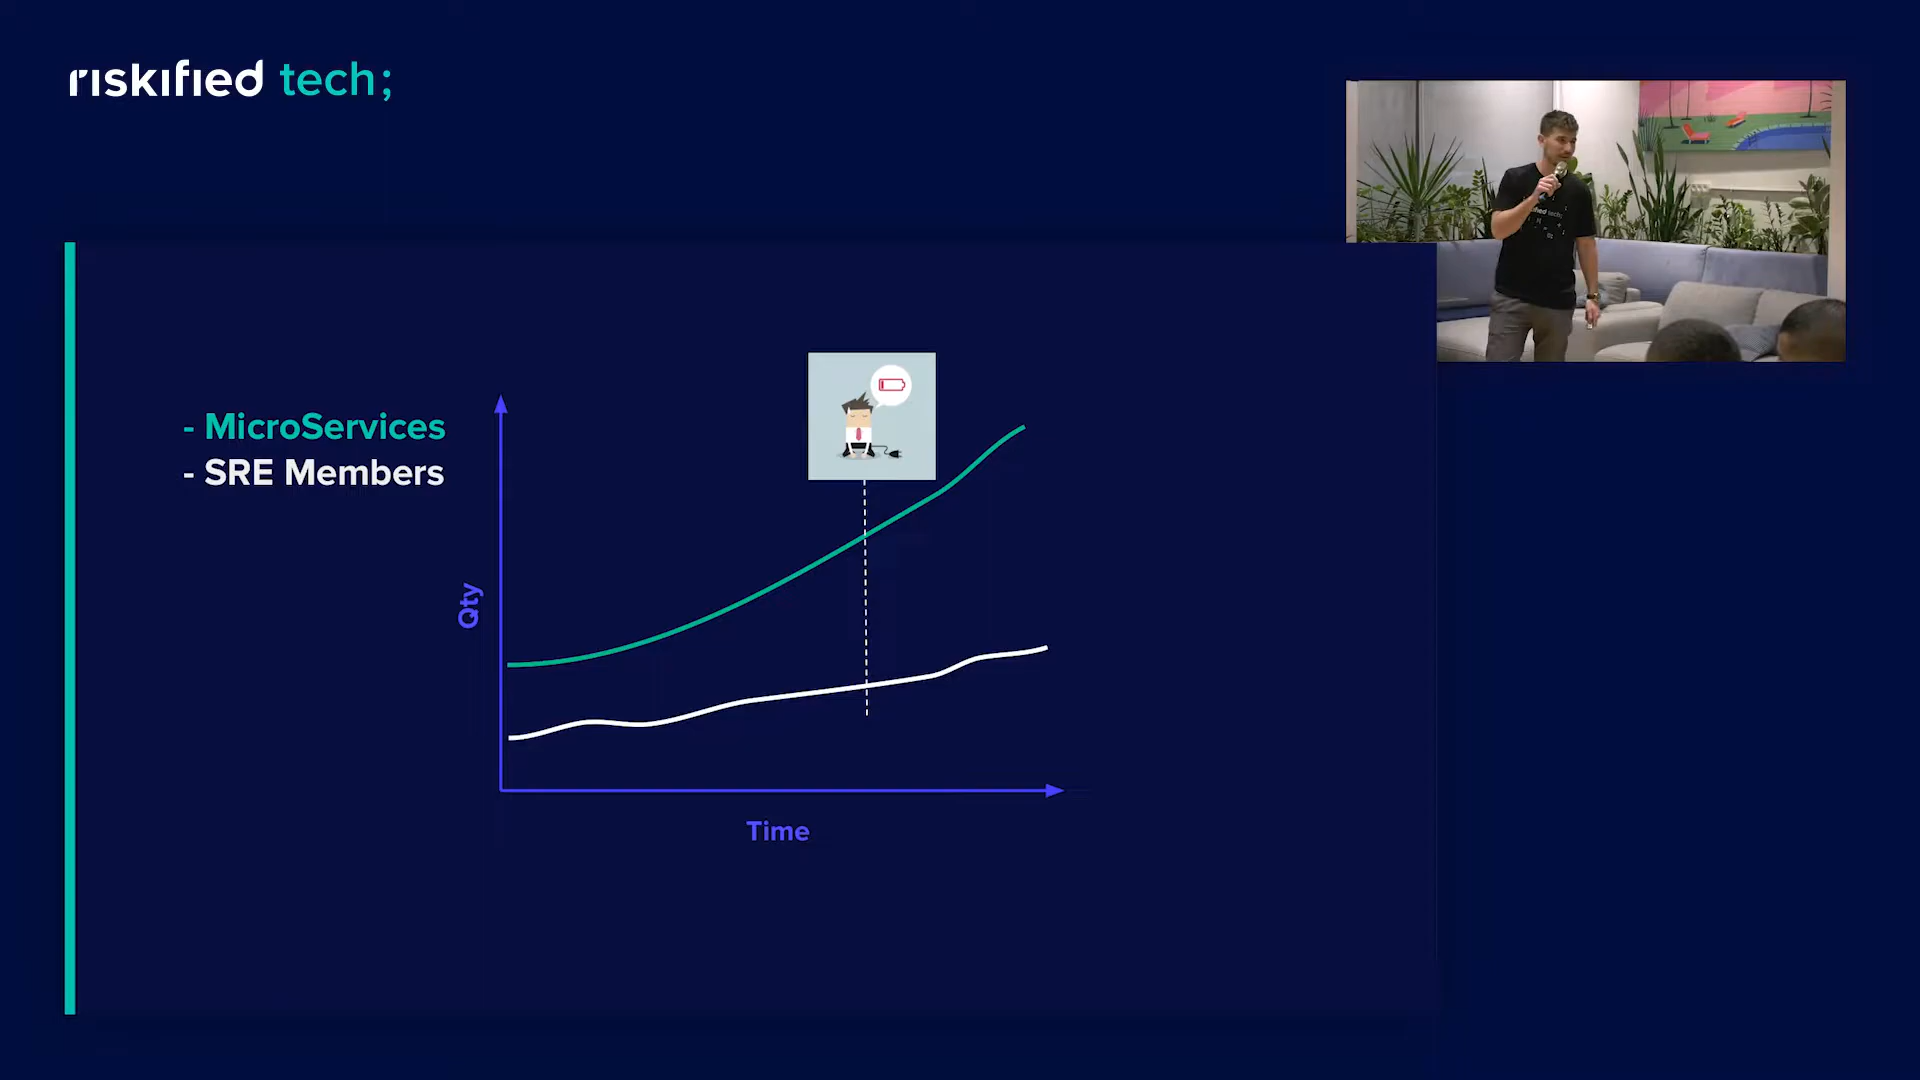 riskified tech;
- MicroServices
- SRE Members
Qty
Time